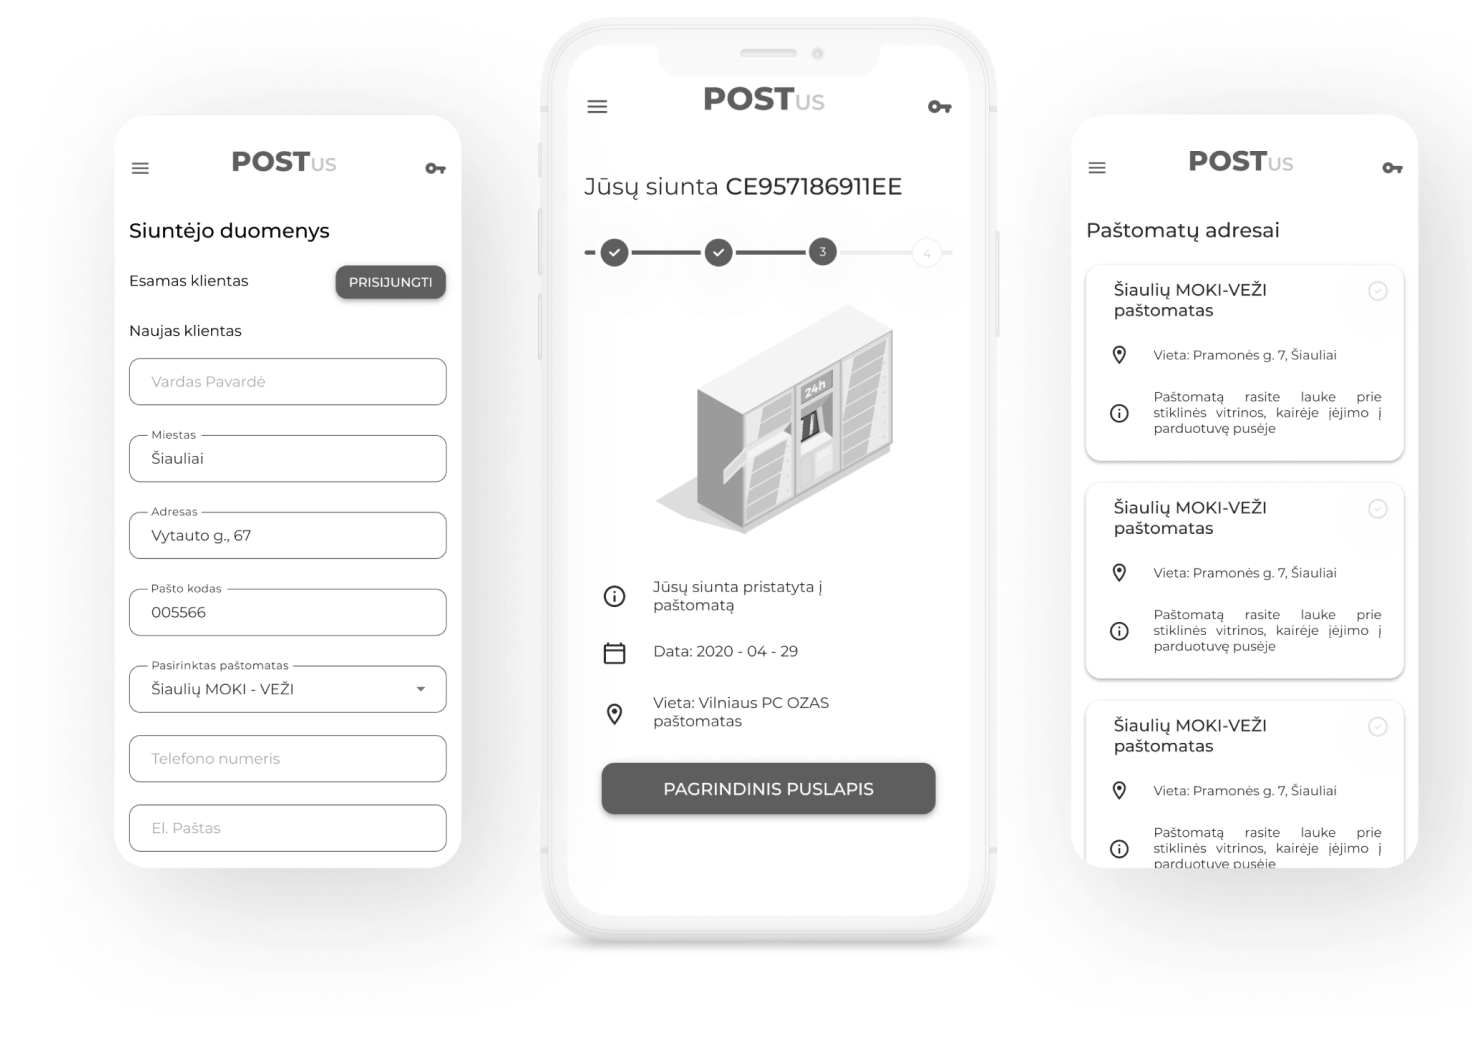 POSTUS
Siuntėjo duomenys
Esamas klientas
PRISIJUNGTI
Naujas klientas
Vardas Pavardė
Miestas
Šiauliai
Adresas
Vytauto g., 67
Pašto kodas
005566
Pasirinktas paštomatas
Šiaulių MOKI - VEŽI
Telefono numeris
El. Paštas
POSTUS
Jūsų siunta CE957186911EE
3
4
24h
Jūsų siunta pristatyta į
paštomatą
Data: 2020 - 04 - 29
Vieta: Vilniaus PC OZAS
paštomatas
PAGRINDINIS PUSLAPIS
POSTUS
Paštomatų adresai
Šiaulių MOKI-VEŽI
paštomatas
Vieta: Pramonės g. 7, Šiauliai
Paštomatą rasite lauke prie
stiklinės vitrinos, kairėje įėjimo į
parduotuvę pusėje
Šiaulių MOKI-VEŽI
paštomatas
Vieta: Pramonės g. 7, Šiauliai
Paštomatą rasite lauke prie
stiklinės vitrinos, kairėje įėjimo į
parduotuvę pusėje
Šiaulių MOKI-VEŽI
paštomatas
Vieta: Pramonės g. 7, Šiauliai
Paštomatą rasite lauke prie
stiklinės vitrinos, kairėje įėjimo į
parduotuvę pusėje